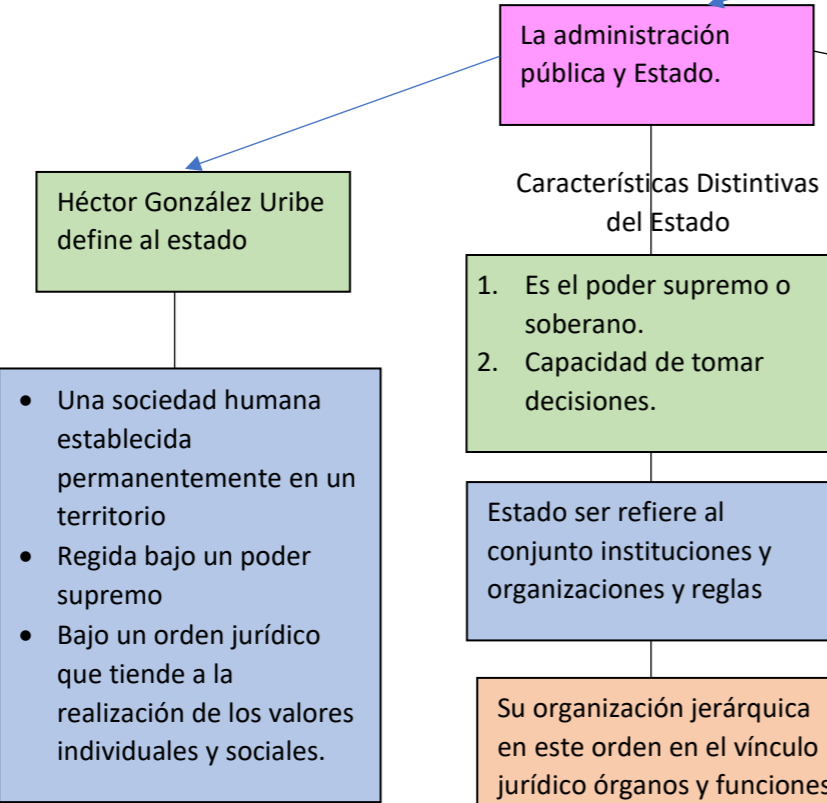 La administración
pública y Estado.
Héctor González Uribe
define al estado
• Una sociedad humana
establecida
permanentemente en un
territorio
• Regida bajo un poder
supremo
• Bajo un orden jurídico
que tiende a la
realización de los valores
individuales y sociales.
Características Distintivas
del Estado
1. Es el poder supremo o
soberano.
2. Capacidad de tomar
decisiones.
Estado ser refiere al
conjunto instituciones y
organizaciones y reglas
Su organización jerárquica
en este orden en el vínculo
jurídico órganos y funciones